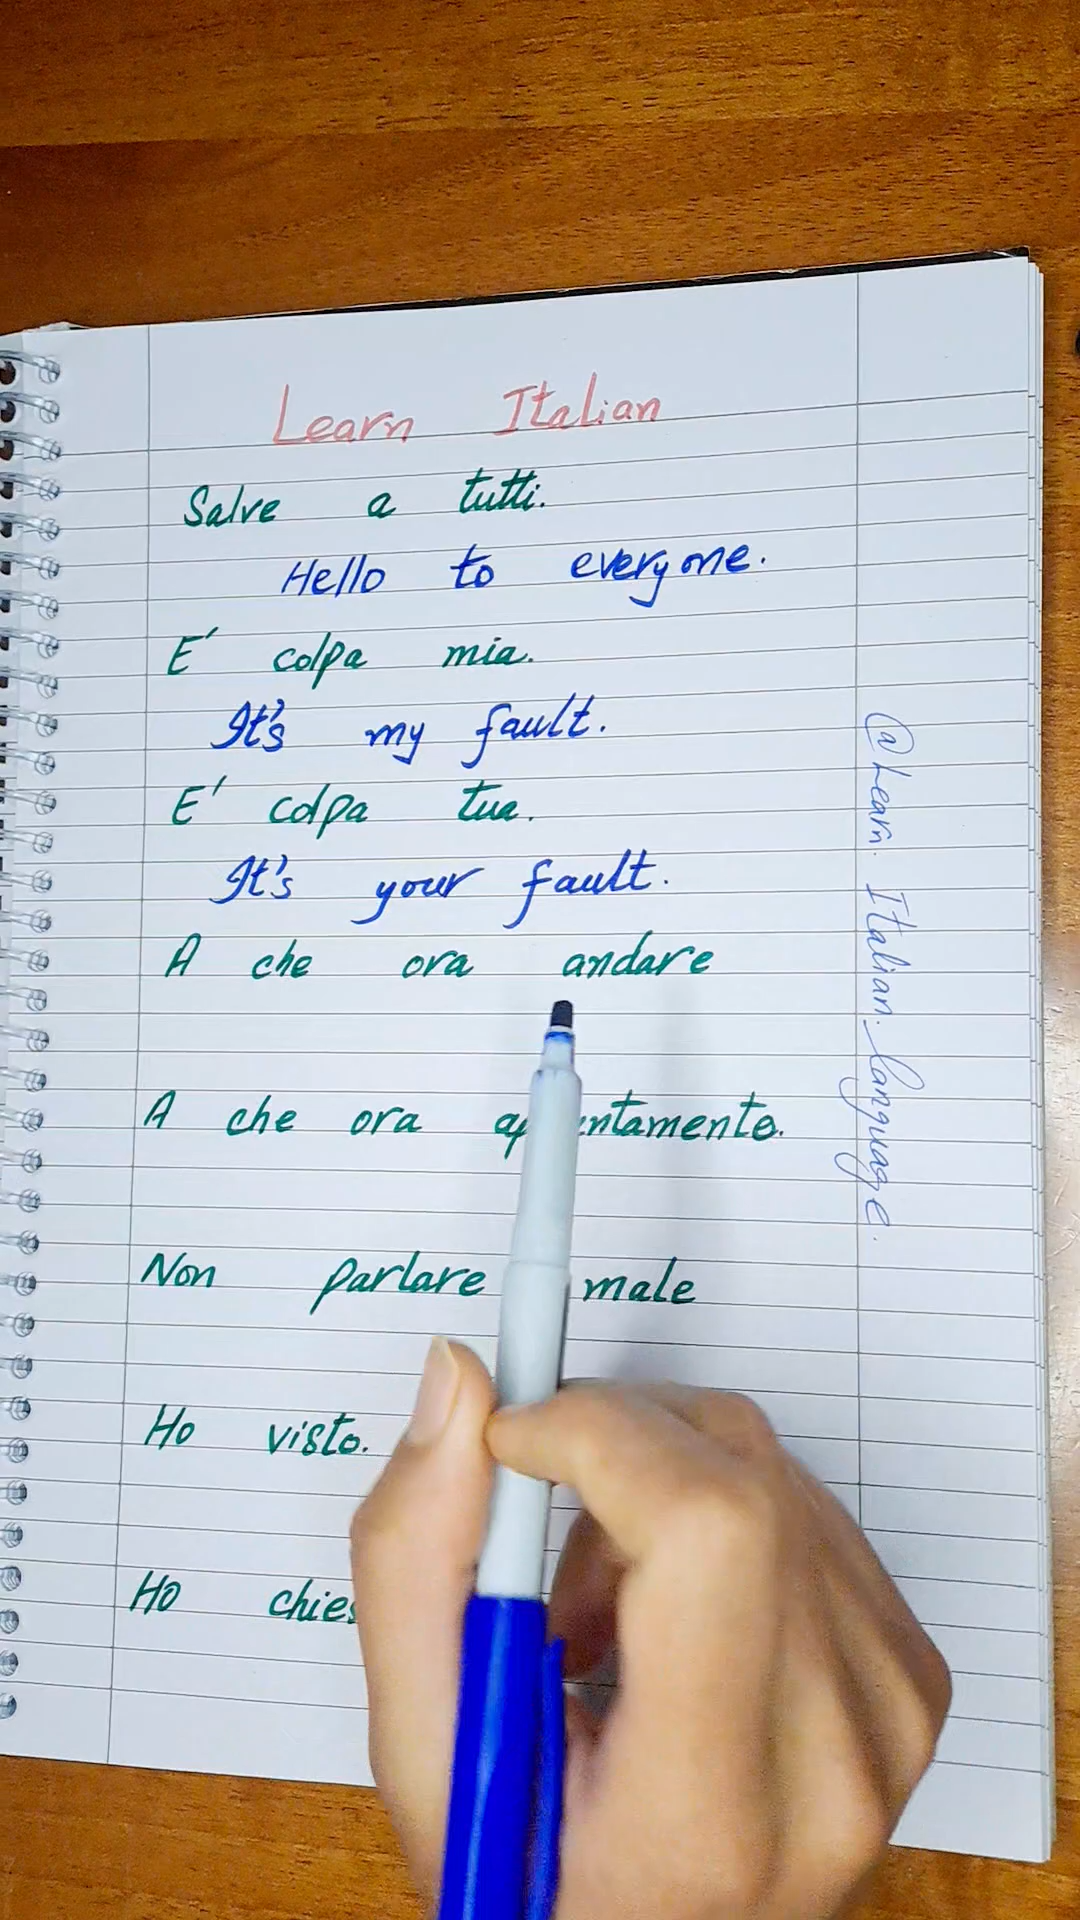 Learn Italian
Salve a tutti.
Hello to everyone.
E' colpa mia.
It's my fault.
E' colpa tua.
It's your fault.
A che ora andare
A che ora
Non parlare male
Ho visto.
Ho
@Learn.Italian.language.